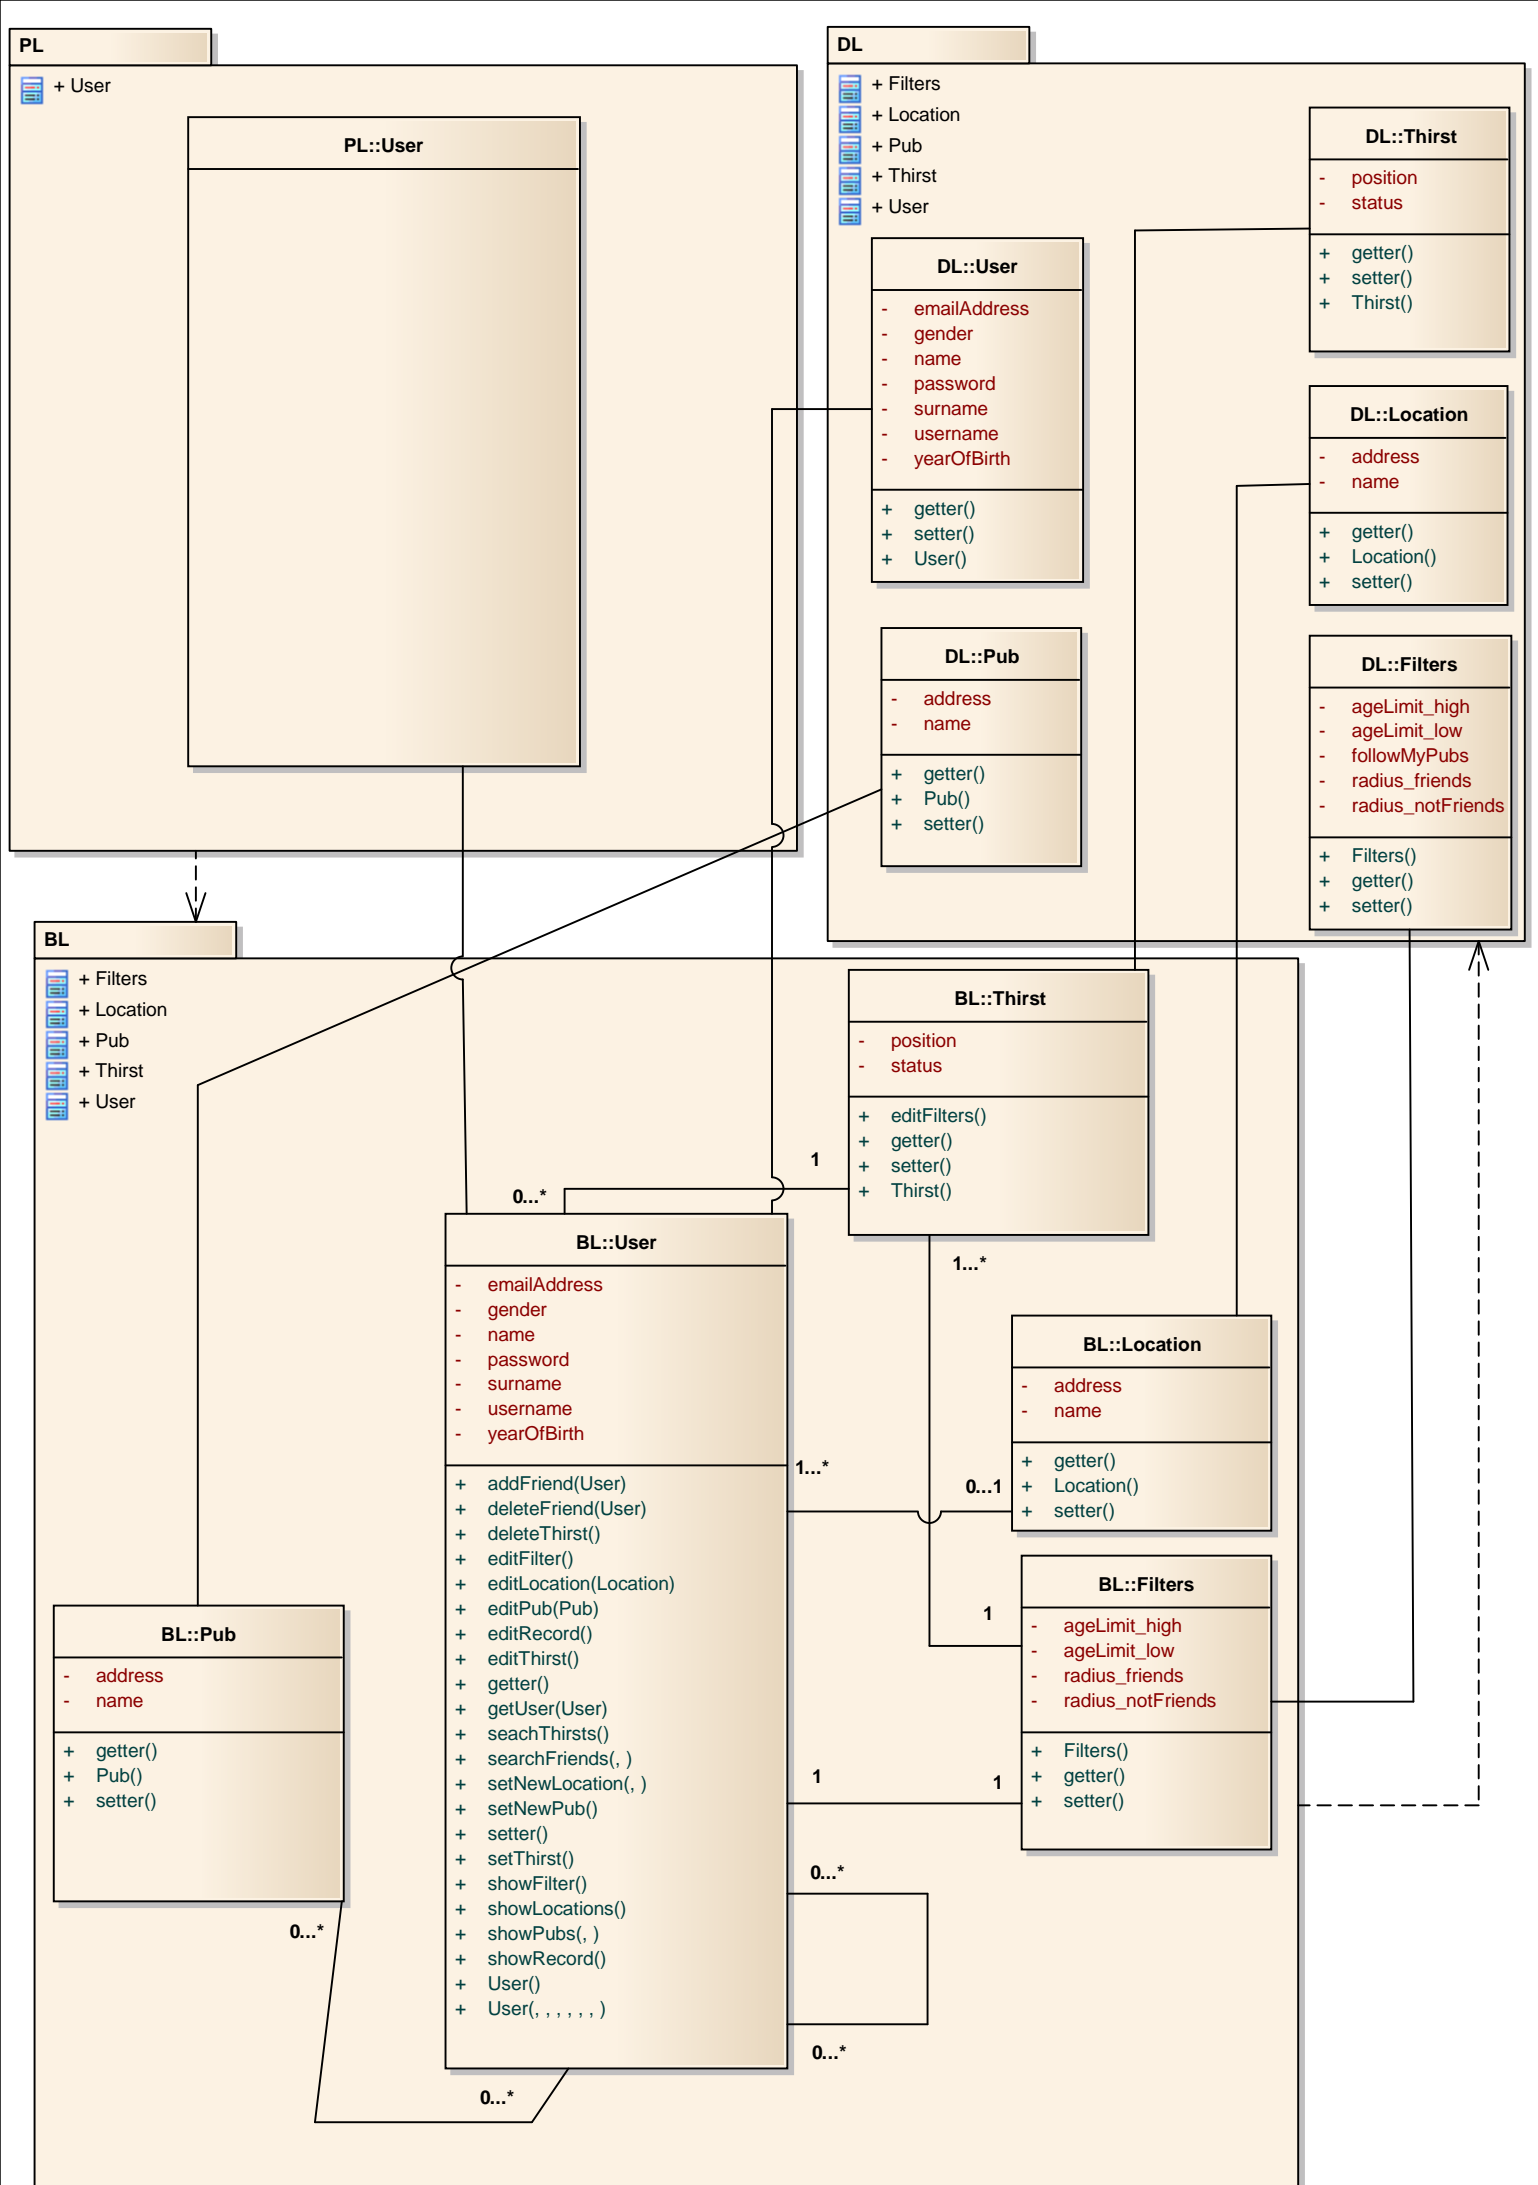 PL
+ User
PL::User
DL
+ Filters
+ Location
+ Pub
+ Thirst
+ User
DL::User
- emailAddress
- gender
- name
- password
- surname
- username
- yearOfBirth
+ getter()
+ setter()
+ User()
DL::Thirst
- position
- status
+ getter()
+ setter()
+ Thirst()
DL::Location
- address
- name
+ getter()
+ Location()
+ setter()
DL::Pub
- address
- name
+ getter()
+ Pub()
+ setter()
DL::Filters
- ageLimit_high
- ageLimit_low
- followMyPubs
- radius_friends
- radius_notFriends
+ Filters()
+ getter()
+ setter()
BL
+ Filters
+ Location
+ Pub
+ Thirst
+ User
BL::Thirst
- position
- status
+ editFilters()
+ getter()
+ setter()
+ Thirst()
1
0...*
1...*
BL::User
- emailAddress
- gender
- name
- password
- surname
- username
- yearOfBirth
+ addFriend(User)
+ deleteFriend(User)
+ deleteThirst()
+ editFilter()
+ editLocation(Location)
+ editPub(Pub)
+ editRecord()
+ editThirst()
+ getter()
+ getUser(User)
+ seachThirsts()
+ searchFriends(, )
+ setNewLocation(, )
+ setNewPub()
+ setter()
+ setThirst()
+ showFilter()
+ showLocations()
+ showPubs(, )
+ showRecord()
+ User()
+ User(, , , , , , )
BL::Location
- address
- name
+ getter()
+ Location()
+ setter()
1...*
0...1
BL::Filters
- ageLimit_high
- ageLimit_low
- radius_friends
- radius_notFriends
+ Filters()
+ getter()
+ setter()
1
1
1
BL::Pub
- address
- name
+ getter()
+ Pub()
+ setter()
0...*
0...*
0...*
0...*